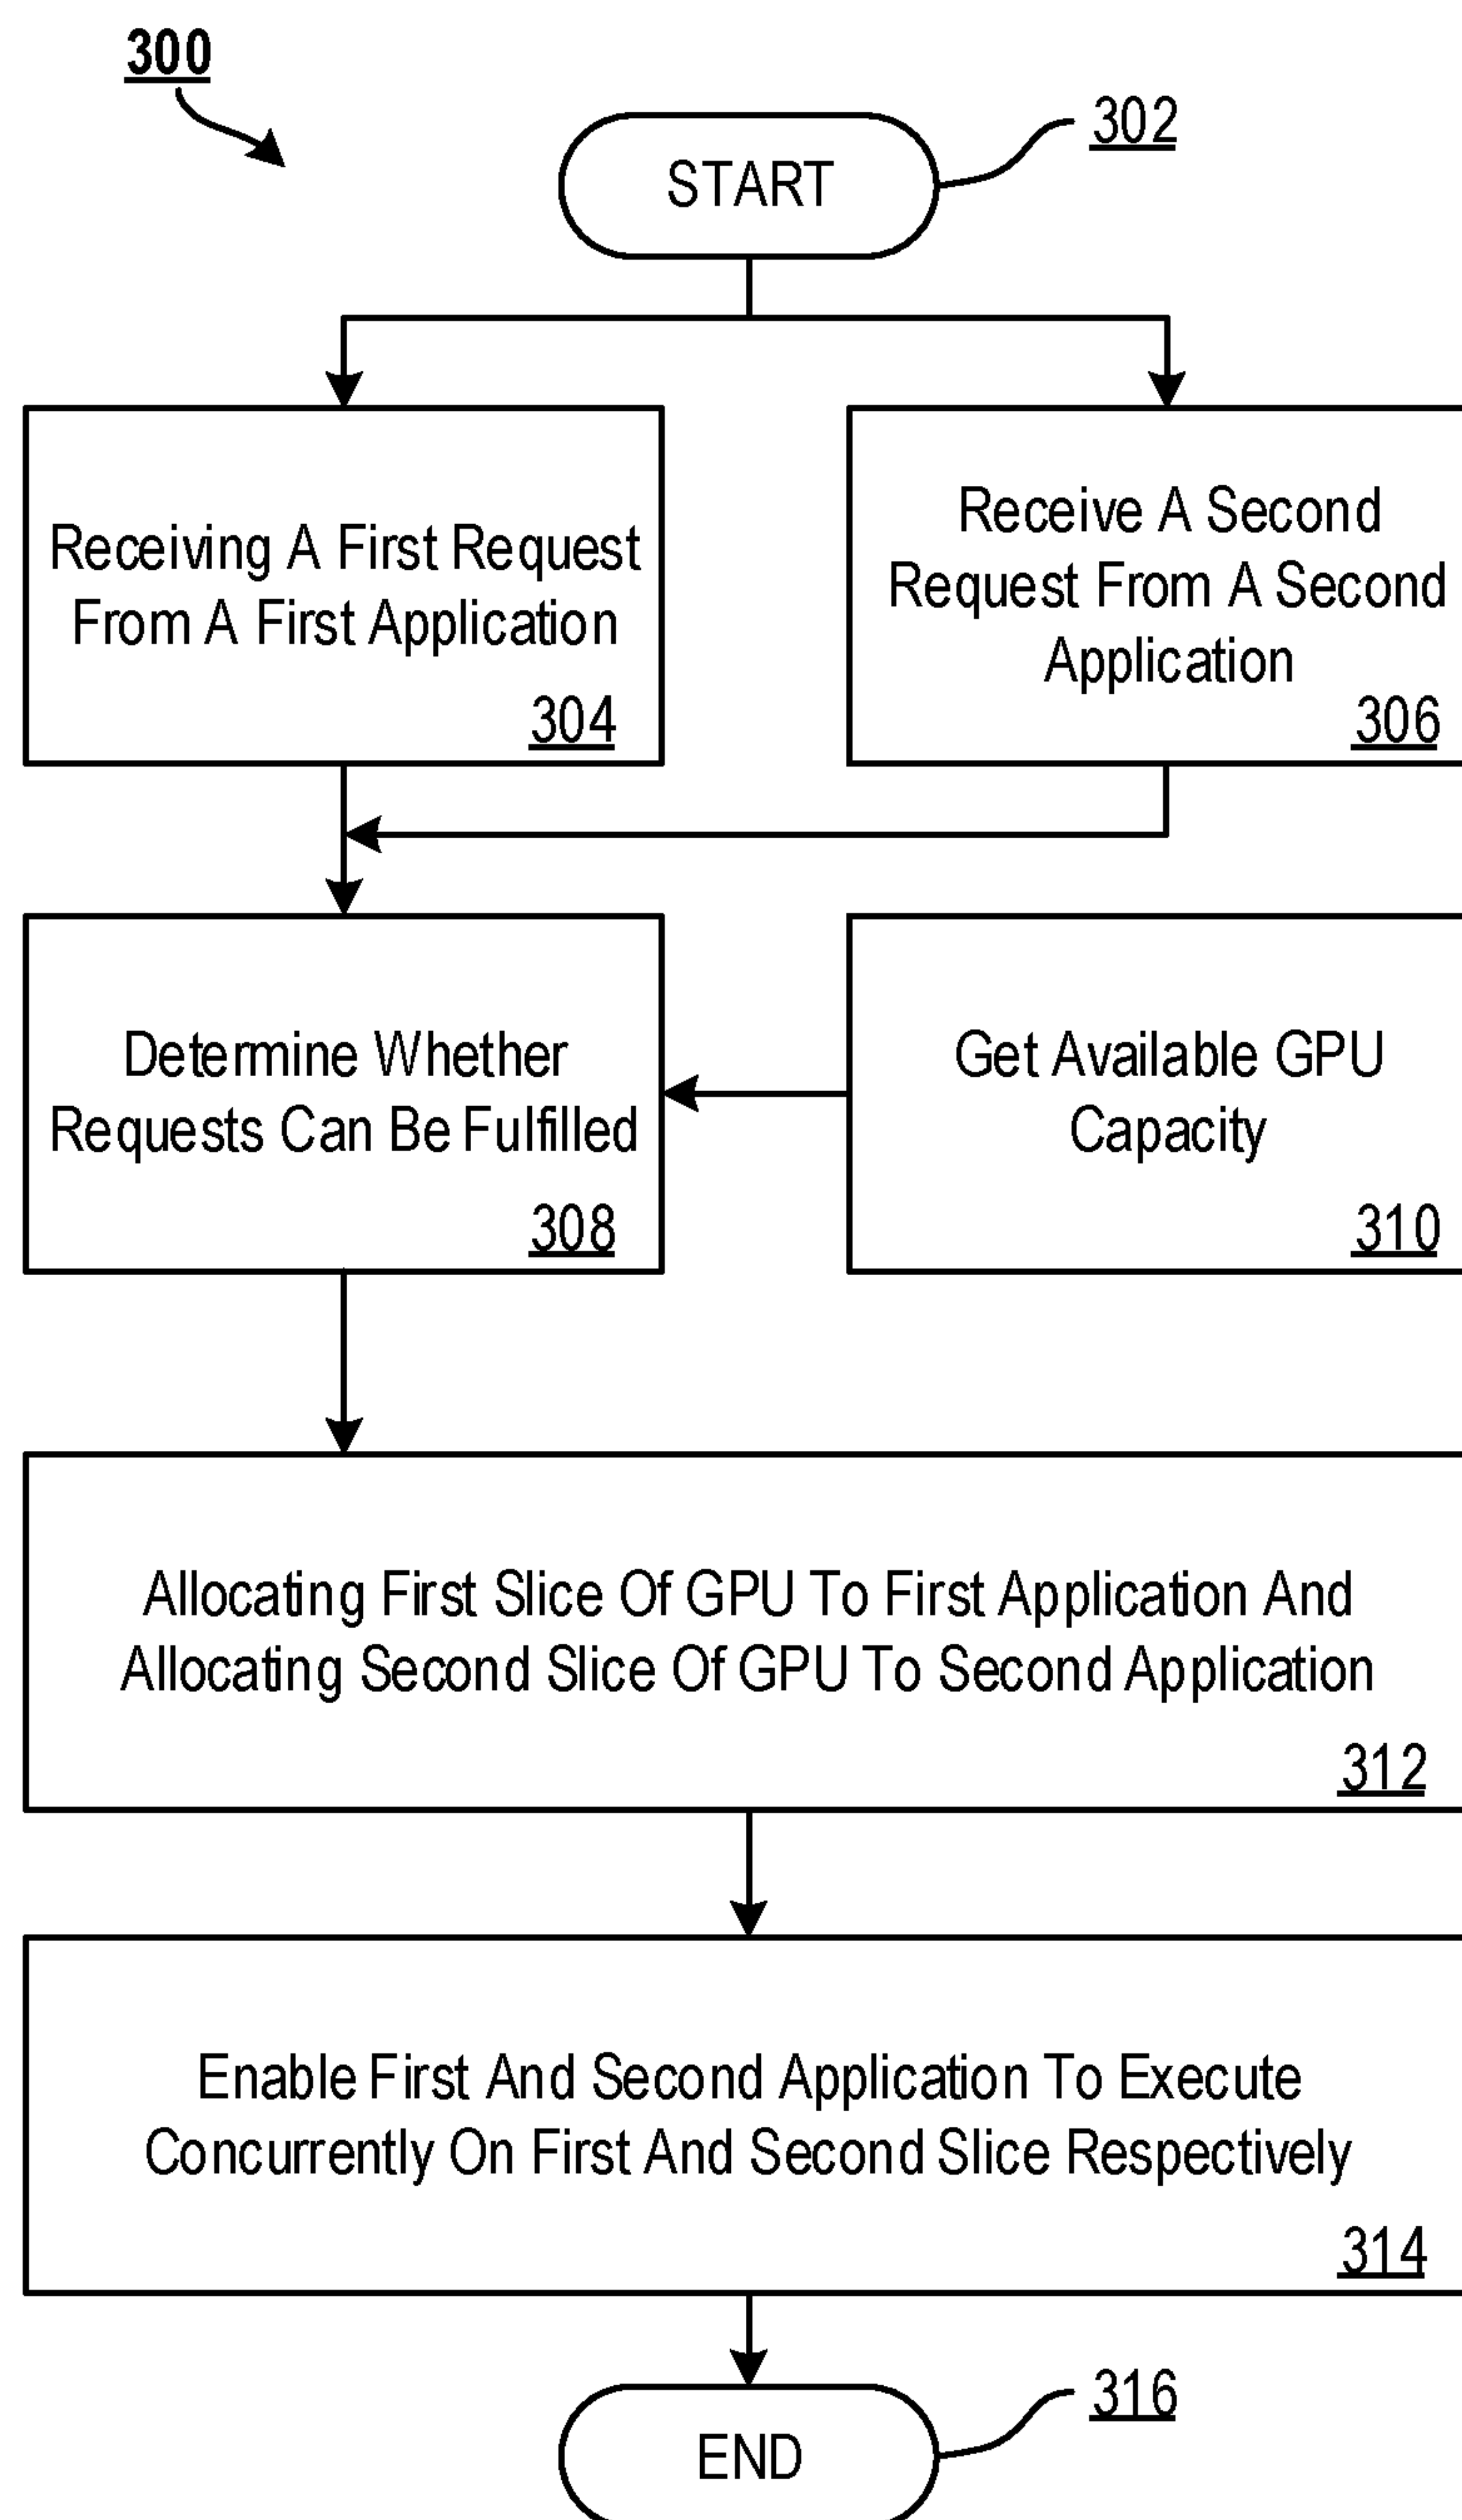 300
302
START
Receiving A First Request
From A First Application
304
Receive A Second
Request From A Second
Application
306
Determine Whether
Requests Can Be Fulfilled
308
Get Available GPU
Capacity
310
Allocating First Slice Of GPU To First Application And
Allocating Second Slice Of GPU To Second Application
312
Enable First And Second Application To Execute
Concurrently On First And Second Slice Respectively
314
316
END